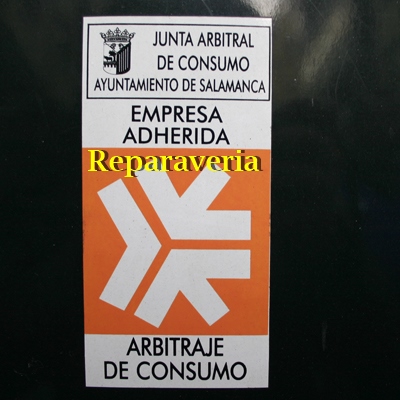 JUNTA ARBITRAL
DE CONSUMO
AYUNTAMIENTO DE SALAMANCA
EMPRESA
ADHERIDA
Reparaveria
ARBITRAJE
DE CONSUMO